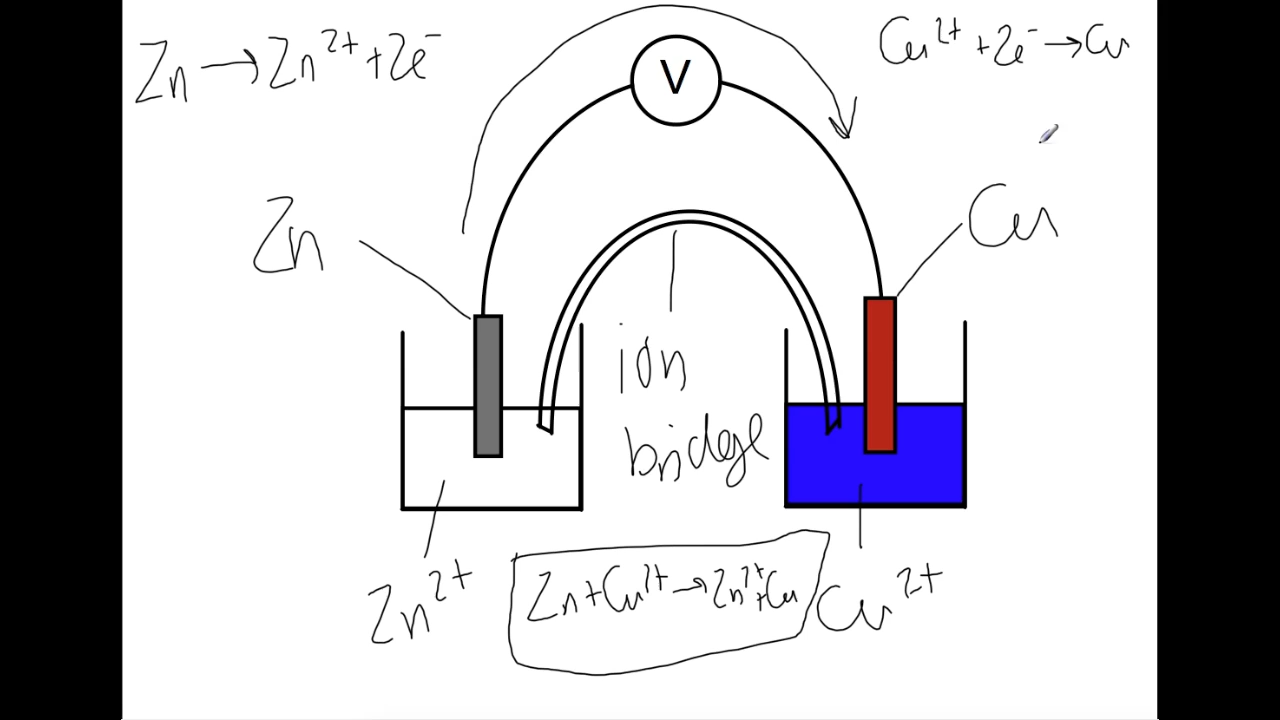 Zn → Zn²⁺ + 2e⁻
Cu²⁺ + 2e⁻ → Cu
V
Zn
Cu
ion
bridge
Zn²⁺
Zn + Cu²⁺ → Zn²⁺ + Cu
Cu²⁺